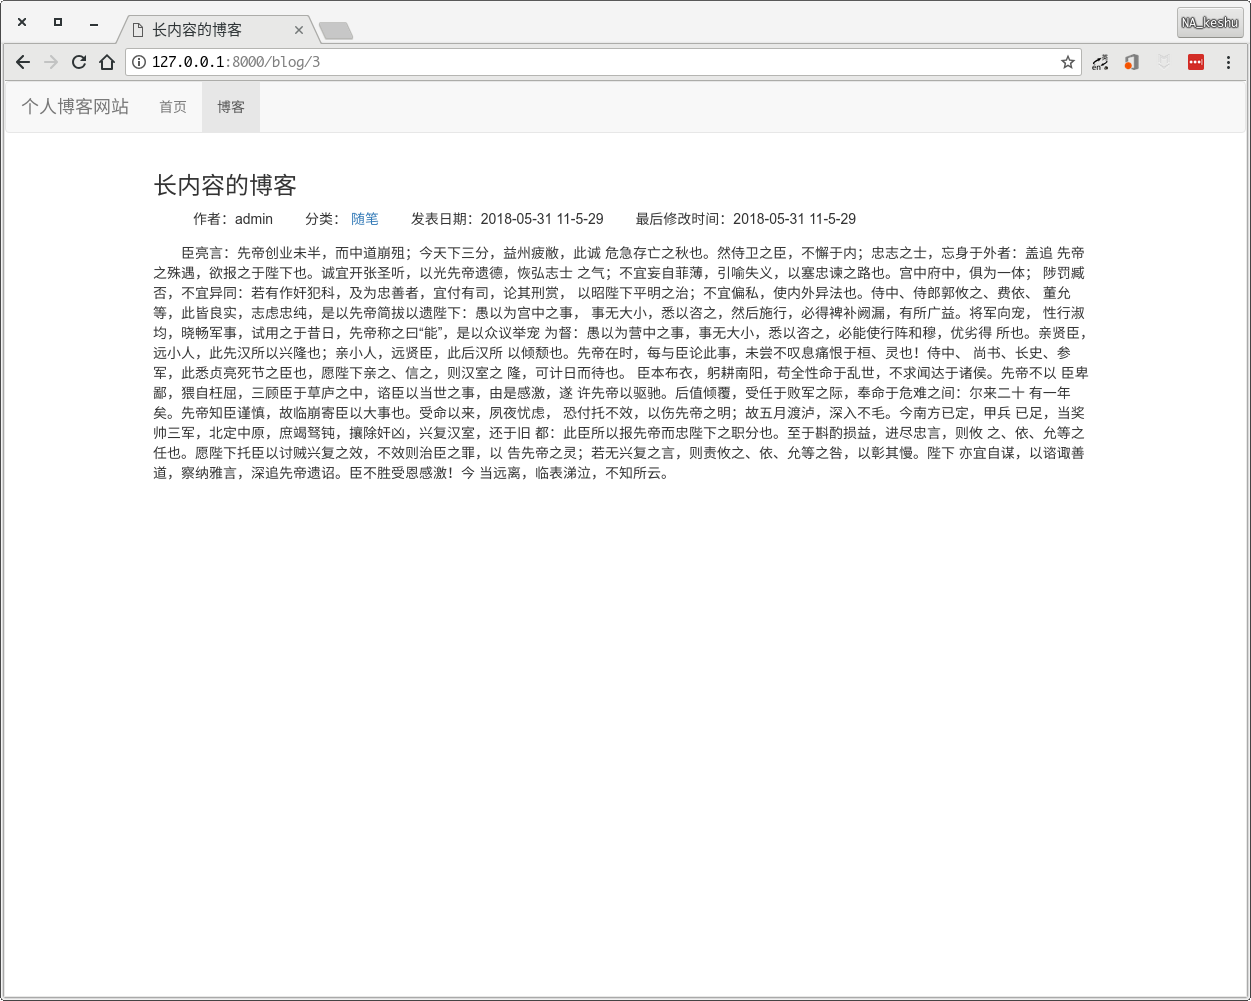 长内容的博客
NA_keshu
127.0.0.1:8000/blog/3
个人博客网站 首页 博客
长内容的博客
作者：admin 分类： 随笔 发表日期：2018-05-31 11-5-29 最后修改时间：2018-05-31 11-5-29
臣亮言：先帝创业未半，而中道崩殂；今天下三分，益州疲敝，此诚 危急存亡之秋也。然侍卫之臣，不懈于内；忠志之士，忘身于外者：盖追 先帝
之殊遇，欲报之于陛下也。诚宜开张圣听，以光先帝遗德，恢弘志士 之气；不宜妄自菲薄，引喻失义，以塞忠谏之路也。宫中府中，俱为一体； 陟罚臧
否，不宜异同：若有作奸犯科，及为忠善者，宜付有司，论其刑赏， 以昭陛下平明之治；不宜偏私，使内外异法也。侍中、侍郎郭攸之、费依、 董允
等，此皆良实，志虑忠纯，是以先帝简拔以遗陛下：愚以为宫中之事， 事无大小，悉以咨之，然后施行，必得裨补阙漏，有所广益。将军向宠， 性行淑
均，晓畅军事，试用之于昔日，先帝称之曰“能”，是以众议举宠 为督：愚以为营中之事，事无大小，悉以咨之，必能使行阵和穆，优劣得 所也。亲贤臣，
远小人，此先汉所以兴隆也；亲小人，远贤臣，此后汉所 以倾颓也。先帝在时，每与臣论此事，未尝不叹息痛恨于桓、灵也！侍中、 尚书、长史、参
军，此悉贞亮死节之臣也，愿陛下亲之、信之，则汉室之 隆，可计日而待也。 臣本布衣，躬耕南阳，苟全性命于乱世，不求闻达于诸侯。先帝不以 臣卑
鄙，猥自枉屈，三顾臣于草庐之中，谘臣以当世之事，由是感激，遂 许先帝以驱驰。后值倾覆，受任于败军之际，奉命于危难之间：尔来二十 有一年
矣。先帝知臣谨慎，故临崩寄臣以大事也。受命以来，夙夜忧虑， 恐付托不效，以伤先帝之明；故五月渡泸，深入不毛。今南方已定，甲兵 已足，当奖
帅三军，北定中原，庶竭驽钝，攘除奸凶，兴复汉室，还于旧 都：此臣所以报先帝而忠陛下之职分也。至于斟酌损益，进尽忠言，则攸 之、依、允等之
任也。愿陛下托臣以讨贼兴复之效，不效则治臣之罪，以 告先帝之灵；若无兴复之言，则责攸之、依、允等之咎，以彰其慢。陛下 亦宜自谋，以谘诹善
道，察纳雅言，深追先帝遗诏。臣不胜受恩感激！今 当远离，临表涕泣，不知所云。